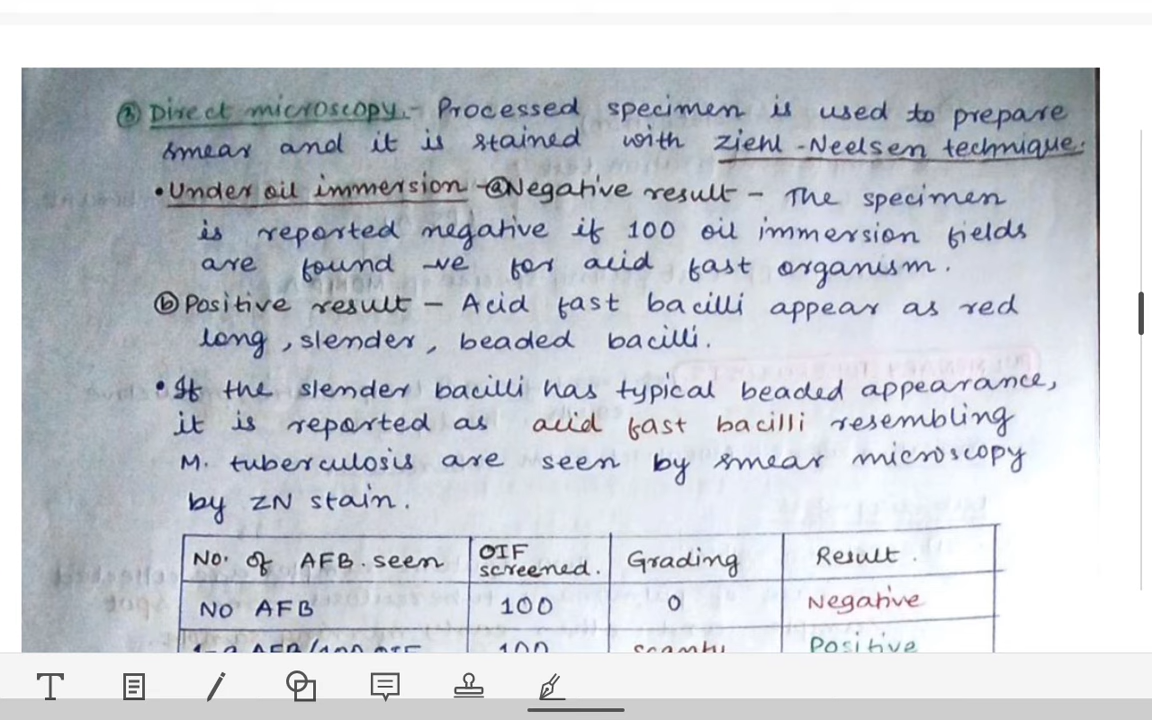 ③ Direct microscopy :- Processed specimen is used to prepare
smear and it is stained with ziehl -Neelsen technique.
• Under oil immersion - ⓐ Negative result - The specimen
is reported negative if 100 oil immersion fields
are found -ve for acid fast organism.
ⓑ Positive result - Acid fast bacilli appear as red
long, slender, beaded bacilli.
• If the slender bacilli has typical beaded appearance,
it is reported as acid fast bacilli resembling
M. tuberculosis are seen by smear microscopy
by ZN stain.
No. of AFB. seen OIF screened. Grading Result.
No AFB 100 0 Negative
100 scanty Positive